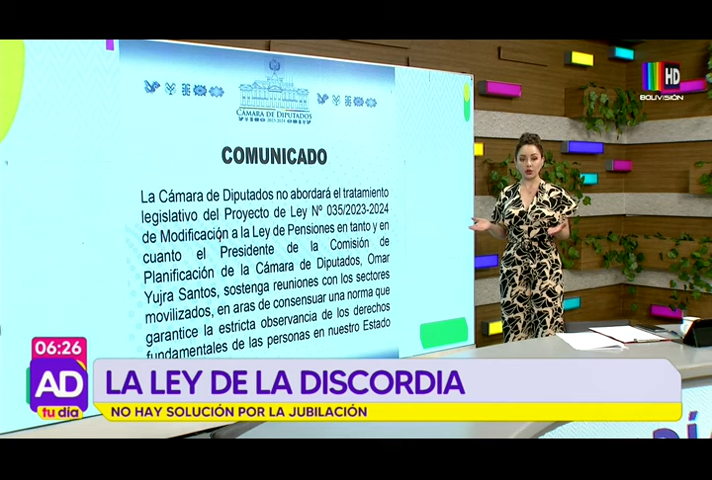 CÁMARA DE DIPUTADOS
COMUNICADO
La Cámara de Diputados no abordará el tratamiento
legislativo del Proyecto de Ley Nº 035/2023-2024
de Modificación a la Ley de Pensiones en tanto y en
cuanto el Presidente de la Comisión de
Planificación de la Cámara de Diputados, Omar
Yujra Santos, sostenga reuniones con los sectores
movilizados, en aras de consensuar una norma que
garantice la estricta observancia de los derechos
fundamentales de las personas en nuestro Estado
HD
BOLIVISIÓN
06:26
AD
tu día
LA LEY DE LA DISCORDIA
NO HAY SOLUCIÓN POR LA JUBILACIÓN